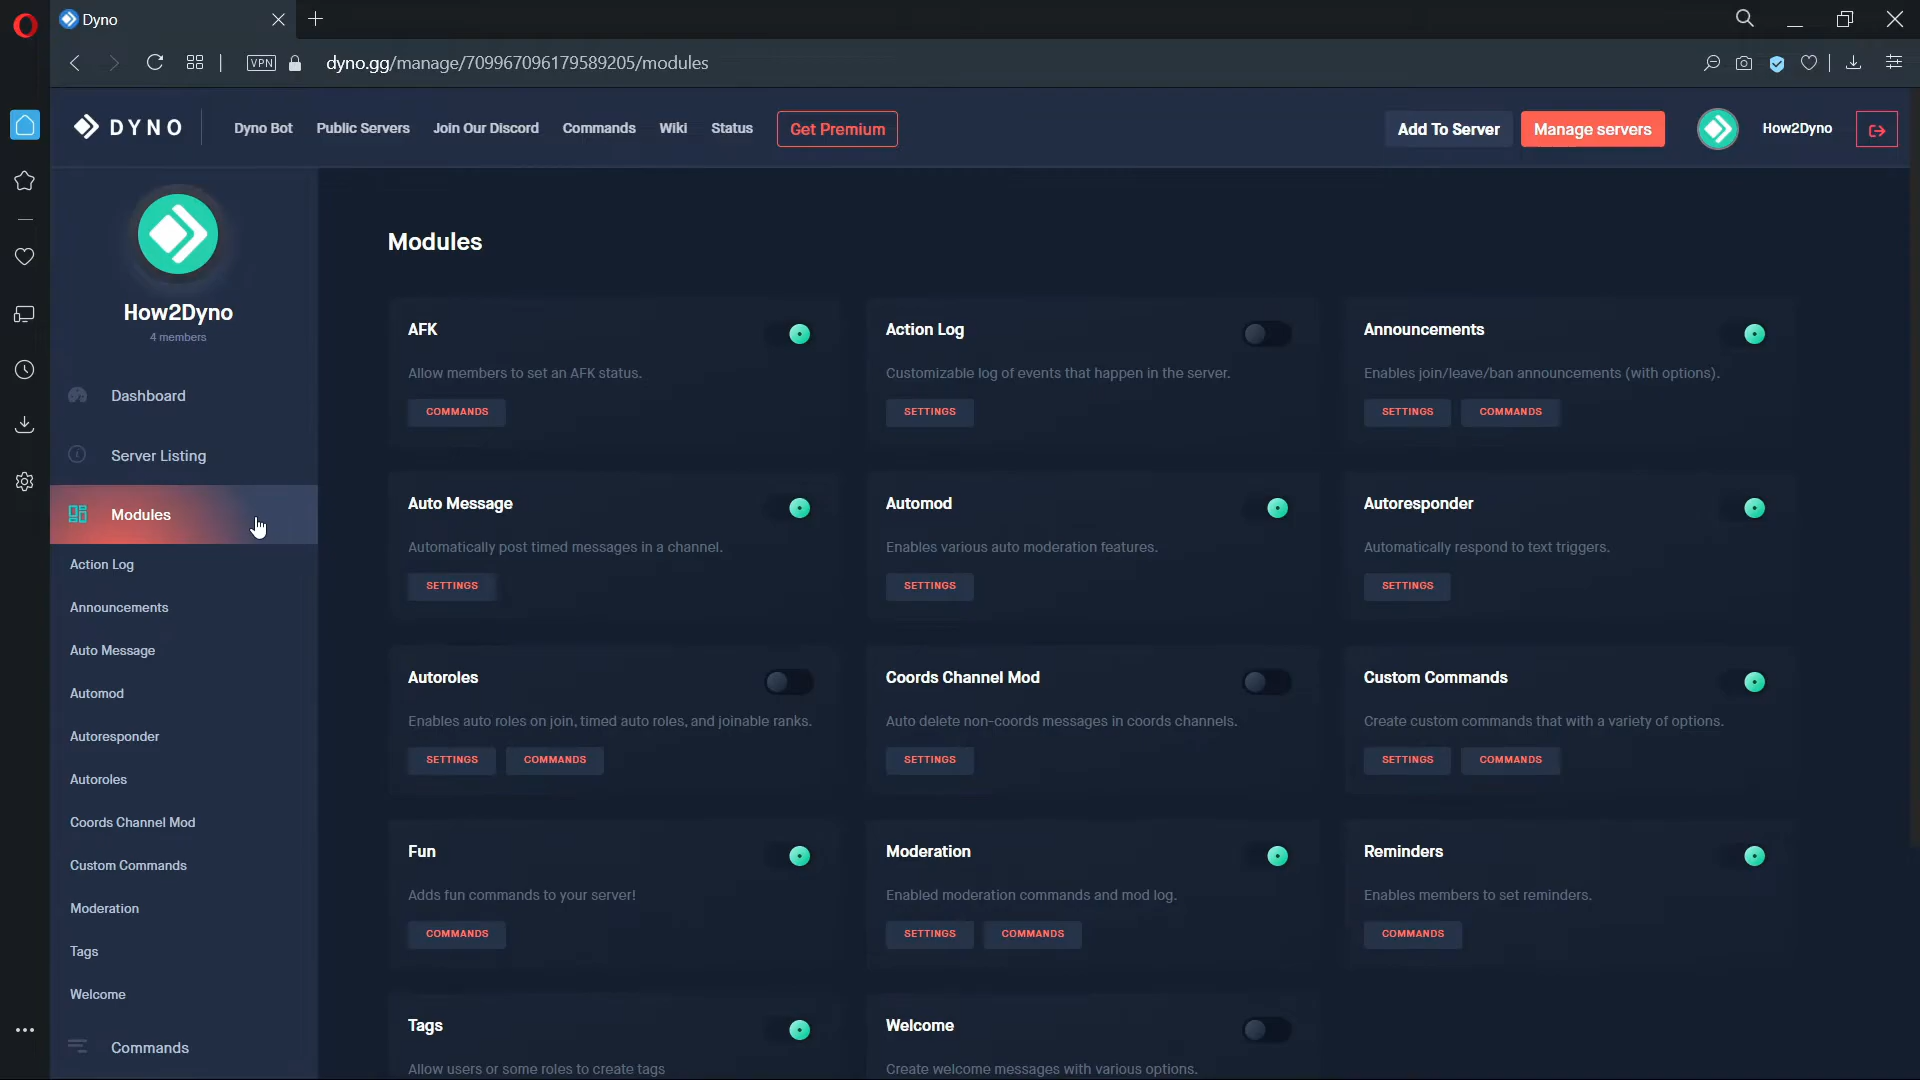 Dyno
VPN
dyno.gg/manage/709967096179589205/modules
DYNO
Dyno Bot
Public Servers
Join Our Discord
Commands
Wiki
Status
Get Premium
Add To Server
Manage servers
How2Dyno
How2Dyno
4 members
Dashboard
Server Listing
Modules
Action Log
Announcements
Auto Message
Automod
Autoresponder
Autoroles
Coords Channel Mod
Custom Commands
Moderation
Tags
Welcome
Commands
Modules
AFK
Allow members to set an AFK status.
COMMANDS
Action Log
Customizable log of events that happen in the server.
SETTINGS
Announcements
Enables join/leave/ban announcements (with options).
SETTINGS
COMMANDS
Auto Message
Automatically post timed messages in a channel.
SETTINGS
Automod
Enables various auto moderation features.
SETTINGS
Autoresponder
Automatically respond to text triggers.
SETTINGS
Autoroles
Enables auto roles on join, timed auto roles, and joinable ranks.
SETTINGS
COMMANDS
Coords Channel Mod
Auto delete non-coords messages in coords channels.
SETTINGS
Custom Commands
Create custom commands that with a variety of options.
SETTINGS
COMMANDS
Fun
Adds fun commands to your server!
COMMANDS
Moderation
Enabled moderation commands and mod log.
SETTINGS
COMMANDS
Reminders
Enables members to set reminders.
COMMANDS
Tags
Allow users or some roles to create tags
Welcome
Create welcome messages with various options.